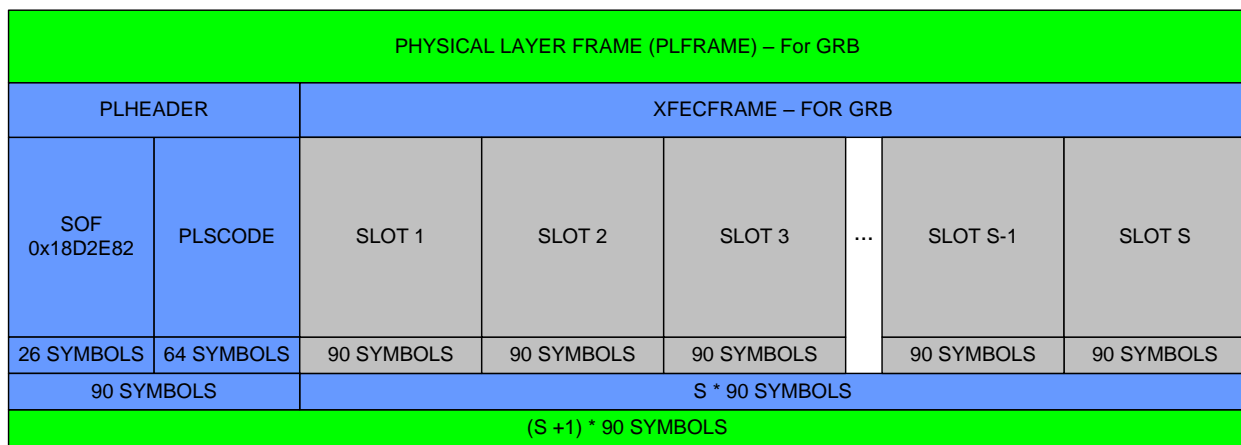 PHYSICAL LAYER FRAME (PLFRAME) – For GRB
PLHEADER
XFECFRAME – FOR GRB
SOF
0x18D2E82
PLSCODE
SLOT 1
SLOT 2
SLOT 3
...
SLOT S-1
SLOT S
26 SYMBOLS
64 SYMBOLS
90 SYMBOLS
90 SYMBOLS
90 SYMBOLS
90 SYMBOLS
90 SYMBOLS
90 SYMBOLS
S * 90 SYMBOLS
(S +1) * 90 SYMBOLS